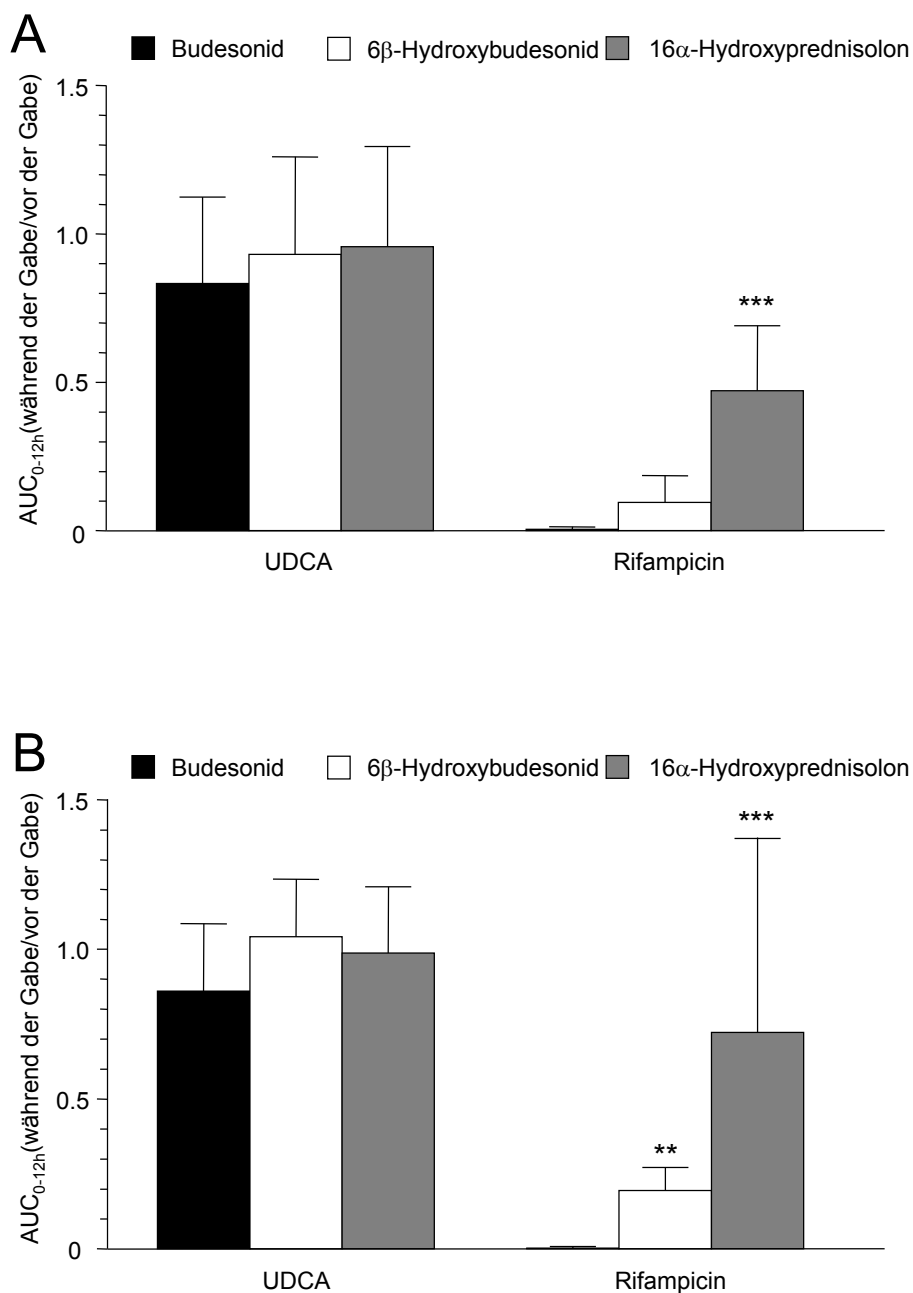 A
Budesonid 6β-Hydroxybudesonid 16α-Hydroxyprednisolon
AUC0-12h(während der Gabe/vor der Gabe)
1.5
1.0
0.5
0
***
UDCA Rifampicin
B
Budesonid 6β-Hydroxybudesonid 16α-Hydroxyprednisolon
AUC0-12h(während der Gabe/vor der Gabe)
1.5
1.0
0.5
0
***
**
UDCA Rifampicin